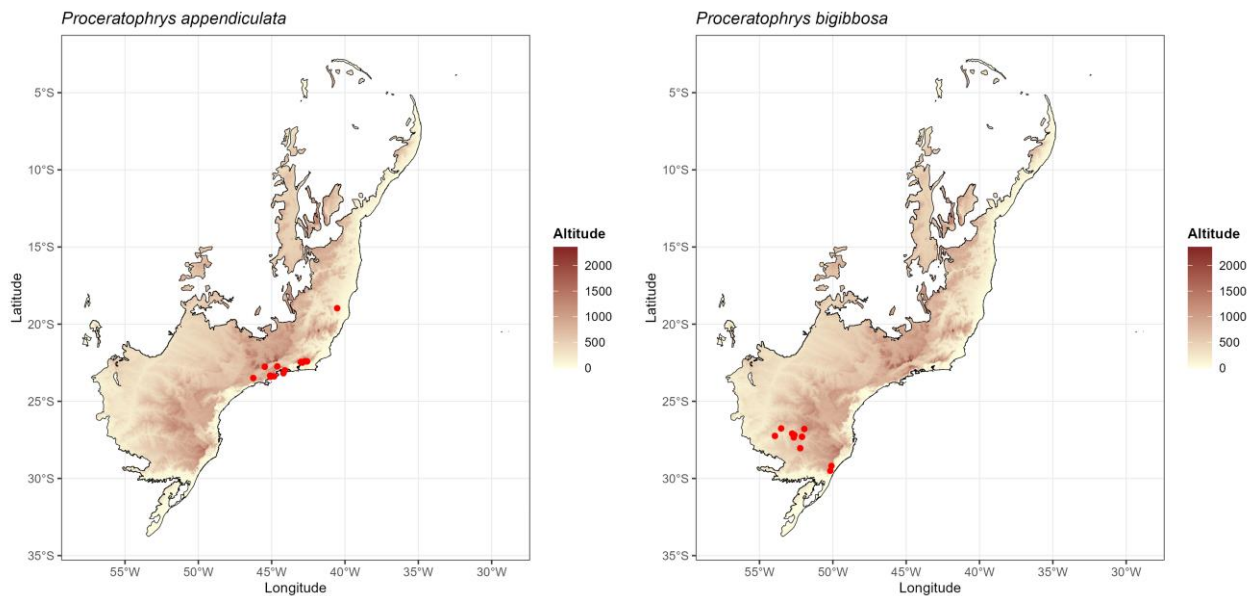 Proceratophrys appendiculata
5°S
10°S
15°S
20°S
25°S
30°S
35°S
Latitude
55°W 50°W 45°W 40°W 35°W 30°W
Longitude
Altitude
2000
1500
1000
500
0
Proceratophrys bigibbosa
5°S
10°S
15°S
20°S
25°S
30°S
35°S
Latitude
55°W 50°W 45°W 40°W 35°W 30°W
Longitude
Altitude
2000
1500
1000
500
0